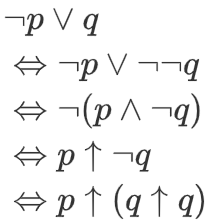 ¬p ∨ q
⇔ ¬p ∨ ¬¬q
⇔ ¬(p ∧ ¬q)
⇔ p ↑ ¬q
⇔ p ↑ (q ↑ q)